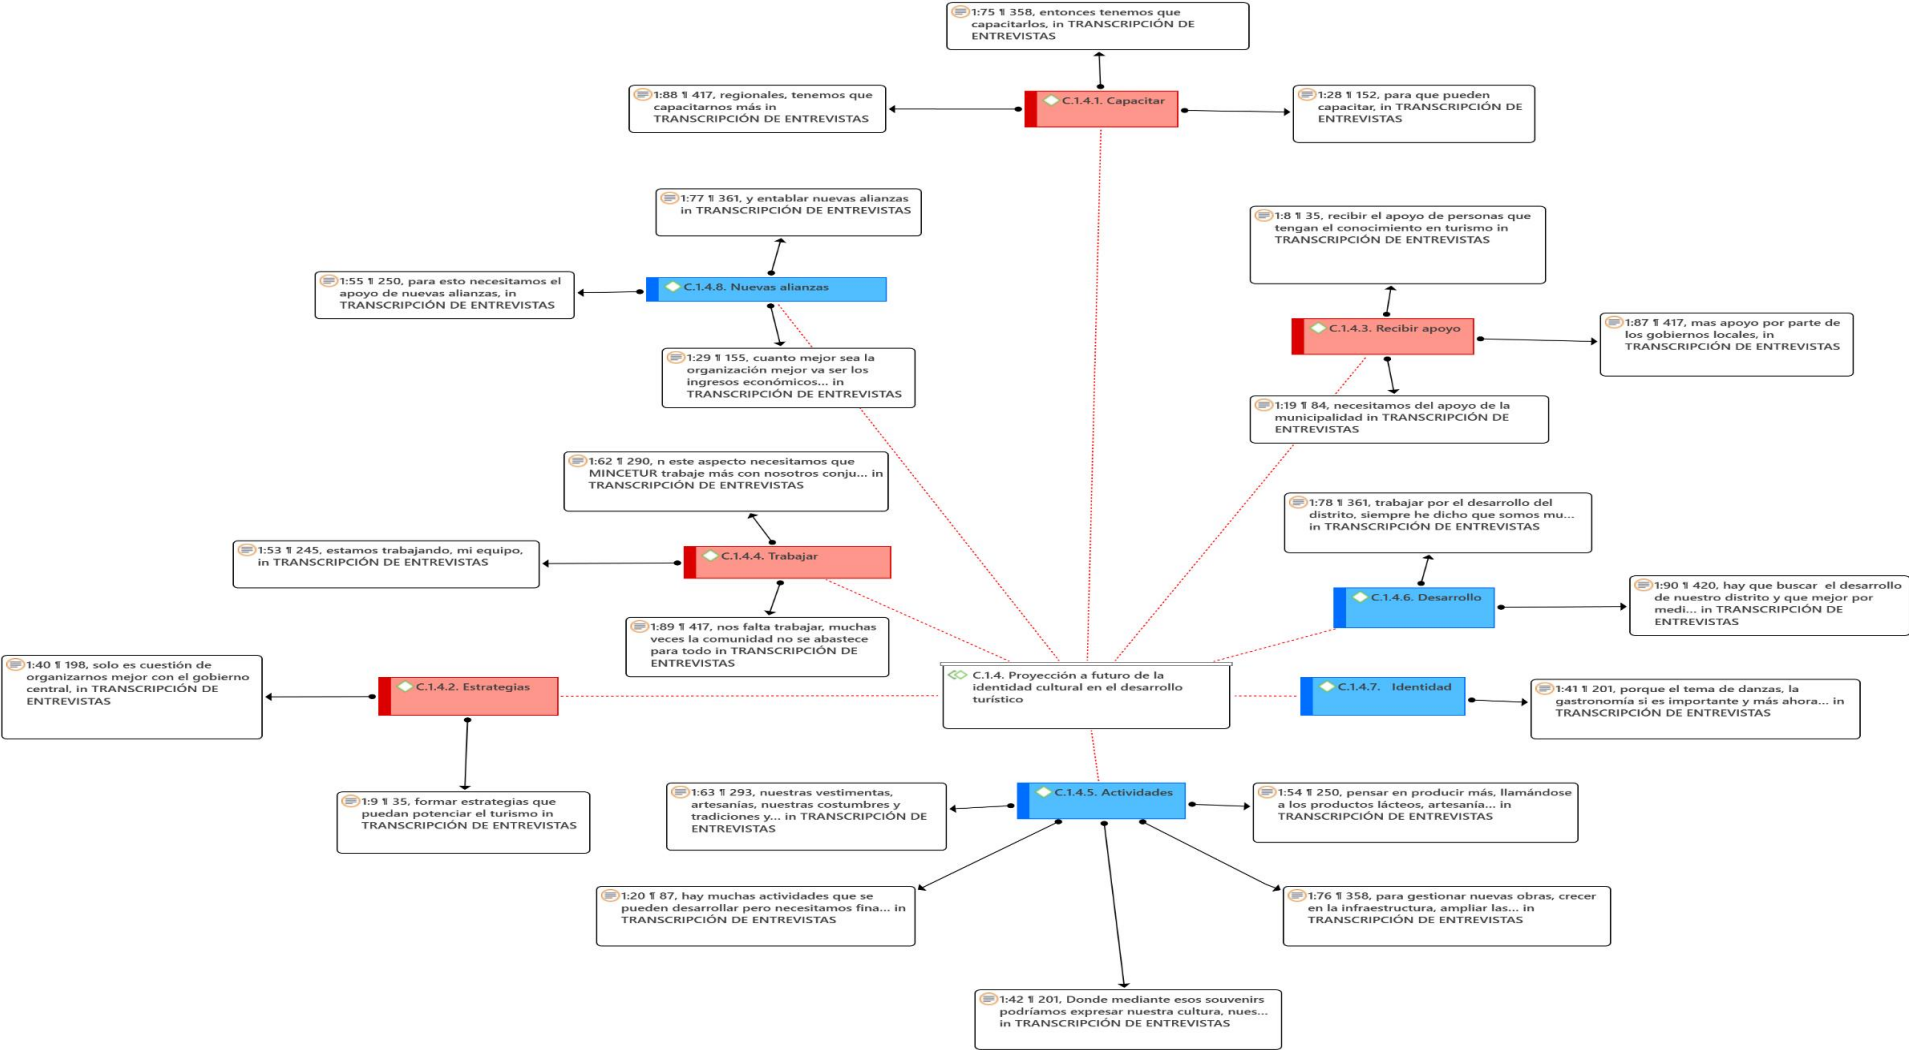 1:75 ¶ 358, entonces tenemos que
capacitarlos, in TRANSCRIPCIÓN DE
ENTREVISTAS
1:88 ¶ 417, regionales, tenemos que
capacitarnos más in
TRANSCRIPCIÓN DE ENTREVISTAS
C.1.4.1. Capacitar
1:28 ¶ 152, para que pueden
capacitar, in TRANSCRIPCIÓN DE
ENTREVISTAS
1:77 ¶ 361, y entablar nuevas alianzas
in TRANSCRIPCIÓN DE ENTREVISTAS
1:8 ¶ 35, recibir el apoyo de personas que
tengan el conocimiento en turismo in
TRANSCRIPCIÓN DE ENTREVISTAS
1:55 ¶ 250, para esto necesitamos el
apoyo de nuevas alianzas, in
TRANSCRIPCIÓN DE ENTREVISTAS
C.1.4.8. Nuevas alianzas
C.1.4.3. Recibir apoyo
1:87 ¶ 417, mas apoyo por parte de
los gobiernos locales, in
TRANSCRIPCIÓN DE ENTREVISTAS
1:29 ¶ 155, cuanto mejor sea la
organización mejor va ser los
ingresos económicos... in
TRANSCRIPCIÓN DE ENTREVISTAS
1:19 ¶ 84, necesitamos del apoyo de la
municipalidad in TRANSCRIPCIÓN DE
ENTREVISTAS
1:62 ¶ 290, n este aspecto necesitamos que
MINCETUR trabaje más con nosotros conju... in
TRANSCRIPCIÓN DE ENTREVISTAS
1:78 ¶ 361, trabajar por el desarrollo del
distrito, siempre he dicho que somos mu...
in TRANSCRIPCIÓN DE ENTREVISTAS
1:53 ¶ 245, estamos trabajando, mi equipo,
in TRANSCRIPCIÓN DE ENTREVISTAS
C.1.4.4. Trabajar
C.1.4.6. Desarrollo
1:90 ¶ 420, hay que buscar  el desarrollo
de nuestro distrito y que mejor por
medi... in TRANSCRIPCIÓN DE
ENTREVISTAS
1:89 ¶ 417, nos falta trabajar, muchas
veces la comunidad no se abastece
para todo in TRANSCRIPCIÓN DE
ENTREVISTAS
1:40 ¶ 198, solo es cuestión de
organizarnos mejor con el gobierno
central, in TRANSCRIPCIÓN DE
ENTREVISTAS
C.1.4.2. Estrategias
C.1.4. Proyección a futuro de la
identidad cultural en el desarrollo
turístico
C.1.4.7.   Identidad
1:41 ¶ 201, porque el tema de danzas, la
gastronomía si es importante y más ahora... in
TRANSCRIPCIÓN DE ENTREVISTAS
1:9 ¶ 35, formar estrategias que
puedan potenciar el turismo in
TRANSCRIPCIÓN DE ENTREVISTAS
1:63 ¶ 293, nuestras vestimentas,
artesanías, nuestras costumbres y
tradiciones y... in TRANSCRIPCIÓN DE
ENTREVISTAS
C.1.4.5. Actividades
1:54 ¶ 250, pensar en producir más, llamándose
a los productos lácteos, artesanía... in
TRANSCRIPCIÓN DE ENTREVISTAS
1:20 ¶ 87, hay muchas actividades que se
pueden desarrollar pero necesitamos fina... in
TRANSCRIPCIÓN DE ENTREVISTAS
1:76 ¶ 358, para gestionar nuevas obras, crecer
en la infraestructura, ampliar las... in
TRANSCRIPCIÓN DE ENTREVISTAS
1:42 ¶ 201, Donde mediante esos souvenirs
podríamos expresar nuestra cultura, nues...
in TRANSCRIPCIÓN DE ENTREVISTAS